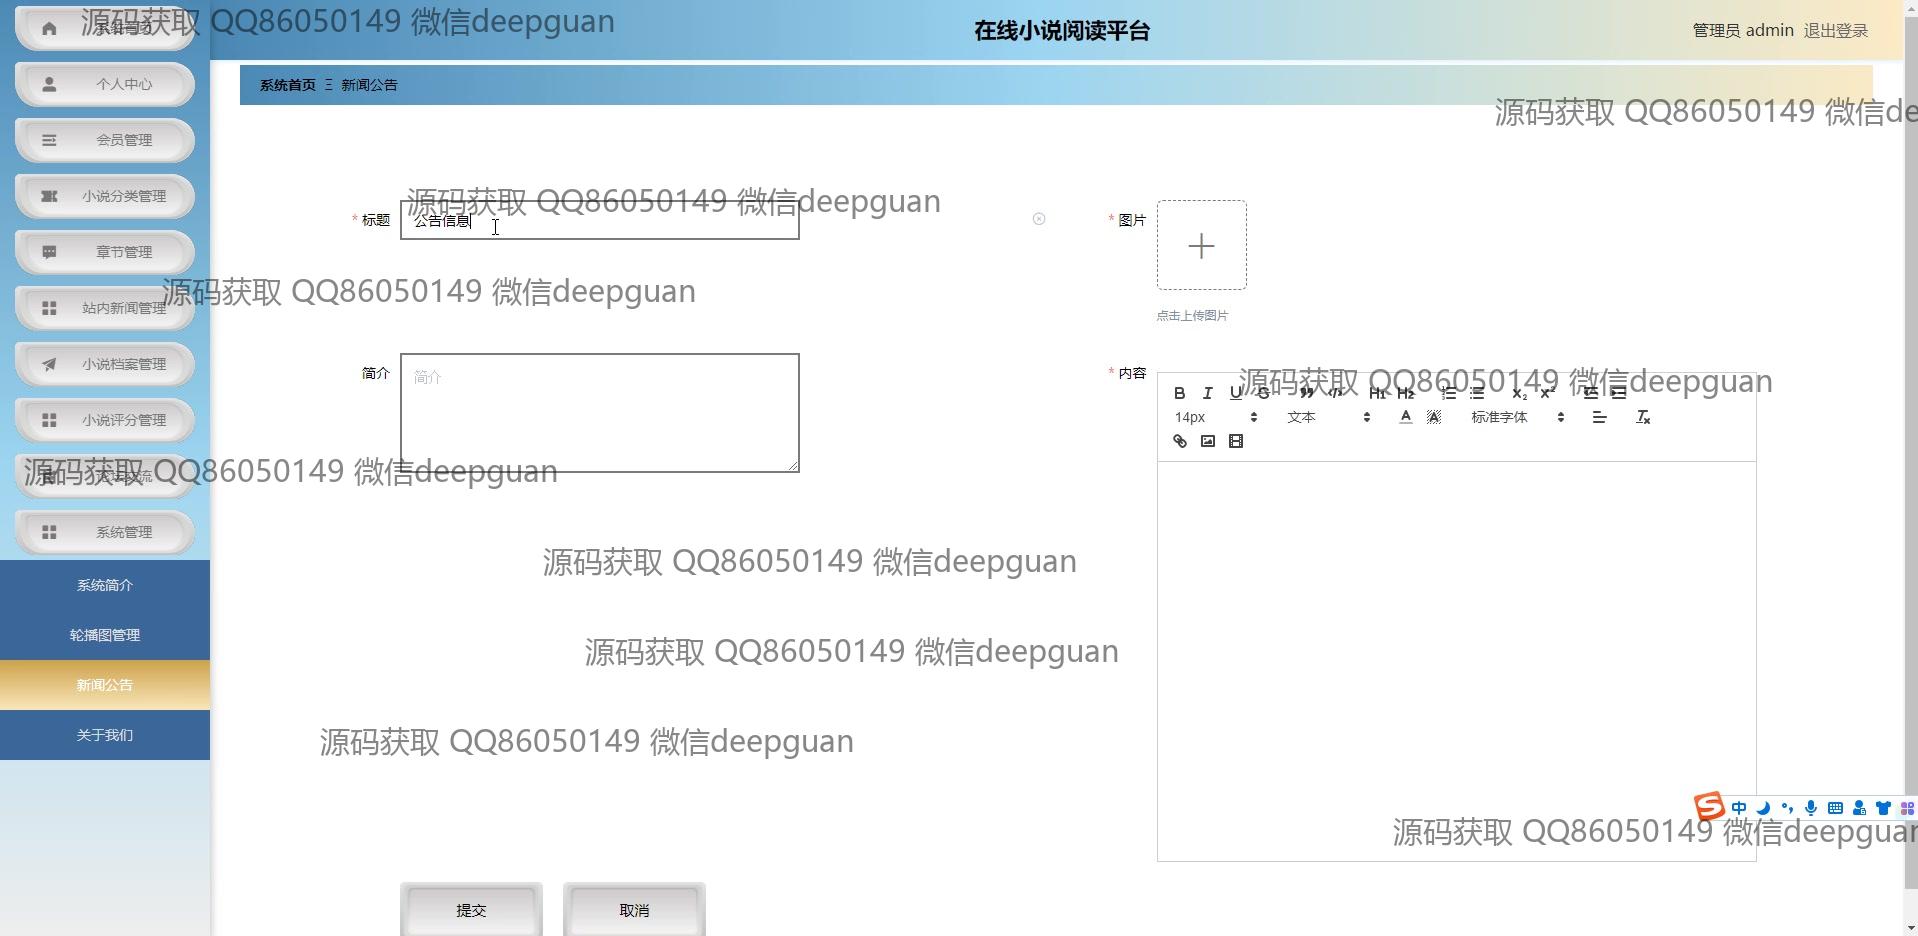 源码获取 QQ86050149 微信deepguan
在线小说阅读平台
管理员 admin 退出登录
个人中心
系统首页 Ξ 新闻公告
源码获取 QQ86050149 微信de
会员管理
小说分类管理
源码获取 QQ86050149 微信deepguan
* 标题
公告信息
* 图片
章节管理
源码获取 QQ86050149 微信deepguan
站内新闻管理
点击上传图片
小说档案管理
简介
简介
* 内容
源码获取 QQ86050149 微信deepguan
B I U S H1 H2 X₂ X²
14px 文本 A A 标准字体 Tx
小说评分管理
源码获取 QQ86050149 微信deepguan
系统管理
源码获取 QQ86050149 微信deepguan
系统简介
轮播图管理
源码获取 QQ86050149 微信deepguan
新闻公告
关于我们
源码获取 QQ86050149 微信deepguan
中
源码获取 QQ86050149 微信deepguan
提交
取消